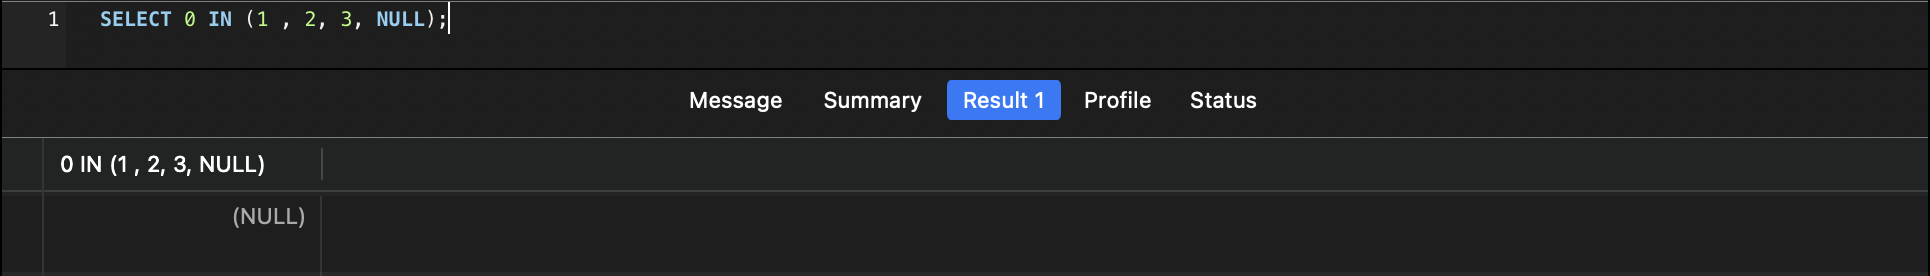 1 SELECT 0 IN (1 , 2, 3, NULL);
Message Summary Result 1 Profile Status
0 IN (1 , 2, 3, NULL)
(NULL)